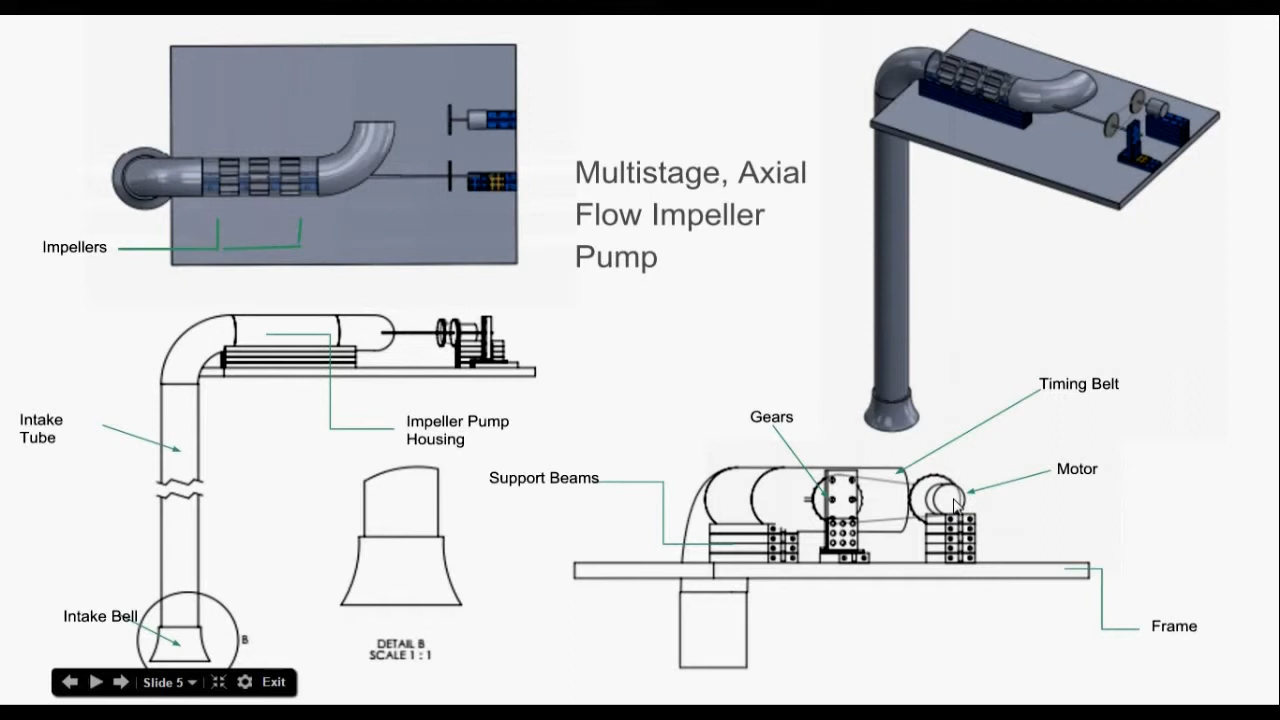 Multistage, Axial
Flow Impeller
Pump
Impellers
Intake
Tube
Impeller Pump
Housing
Intake Bell
B
DETAIL B
SCALE 1 : 1
Support Beams
Gears
Timing Belt
Motor
Frame
Slide 5
Exit